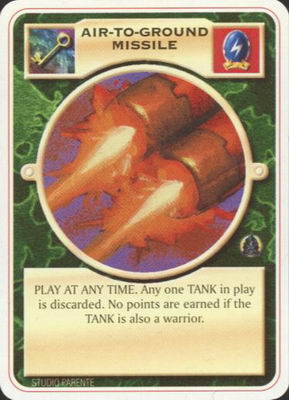 AIR-TO-GROUND
MISSILE
PLAY AT ANY TIME. Any one TANK in play
is discarded. No points are earned if the
TANK is also a warrior.
STUDIO PARENTE